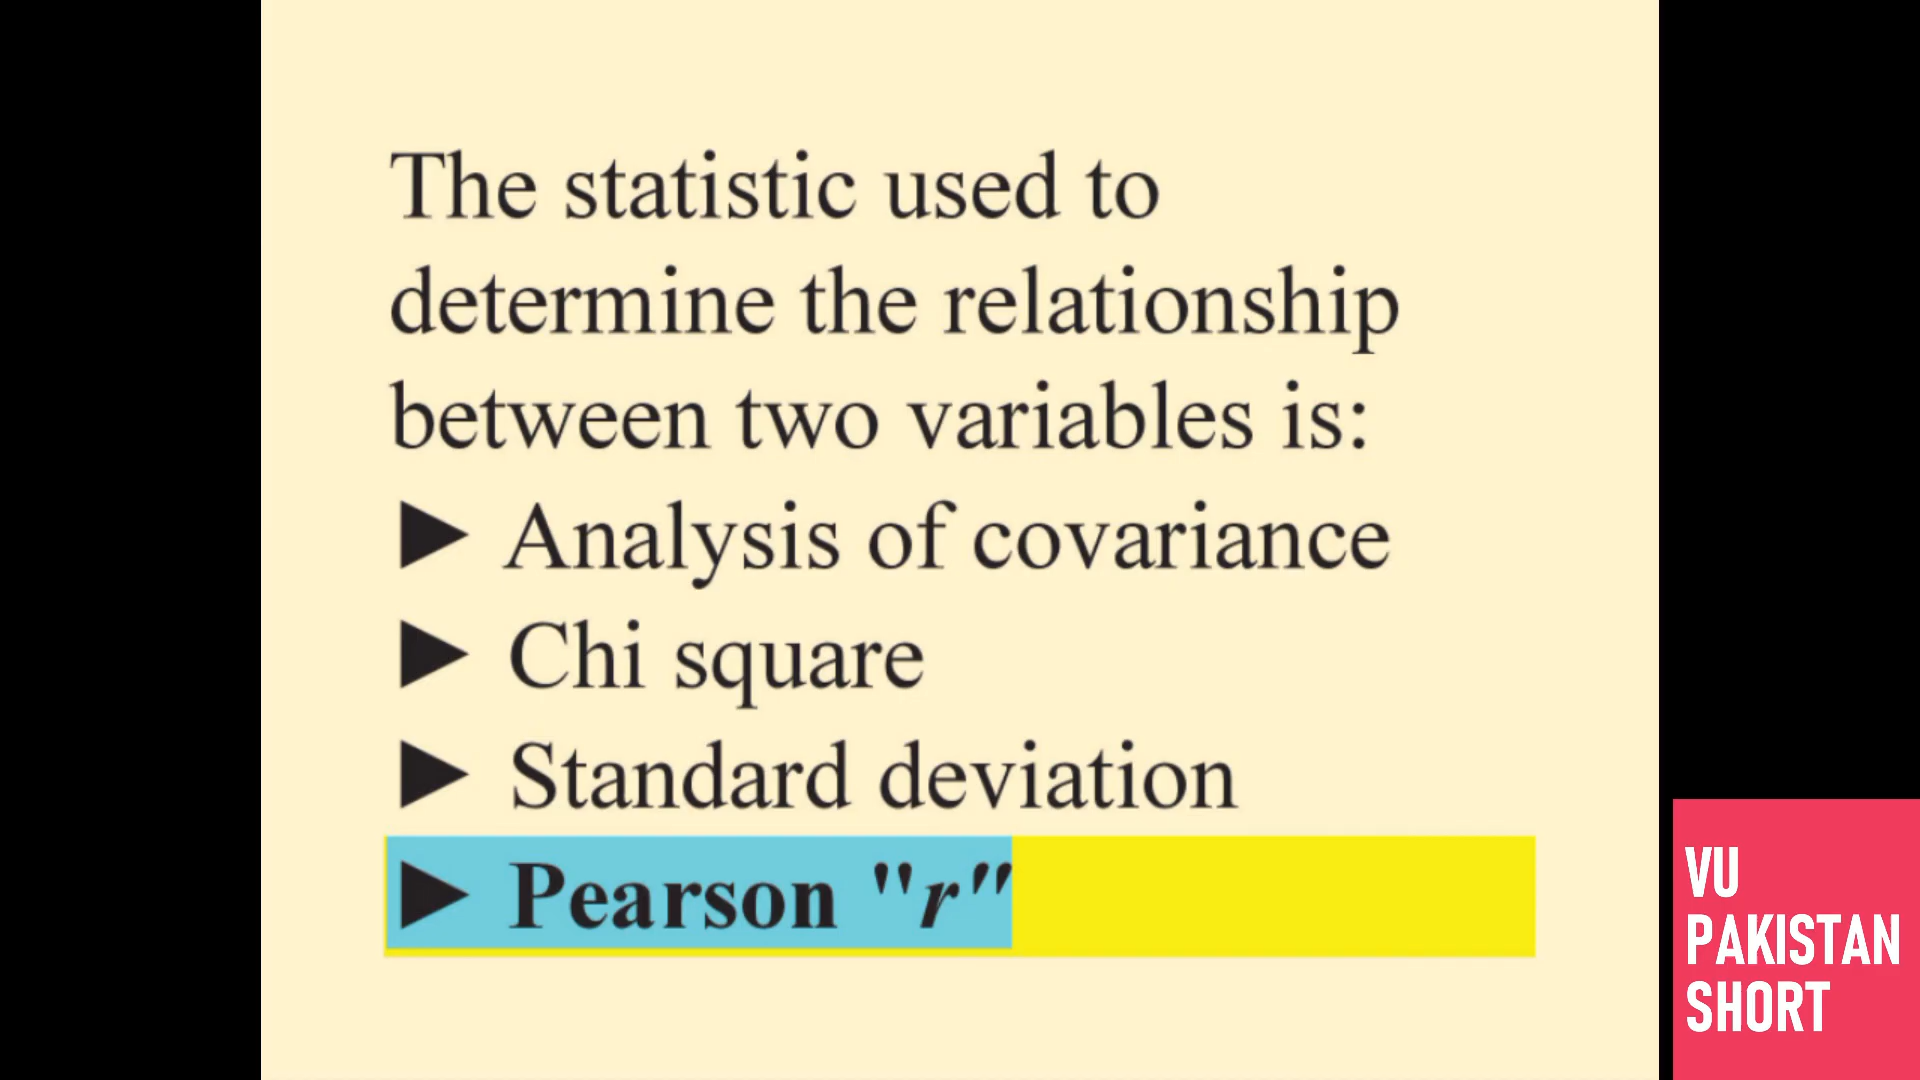 The statistic used to
determine the relationship
between two variables is:
► Analysis of covariance
► Chi square
► Standard deviation
► Pearson "r"
VU
PAKISTAN
SHORT